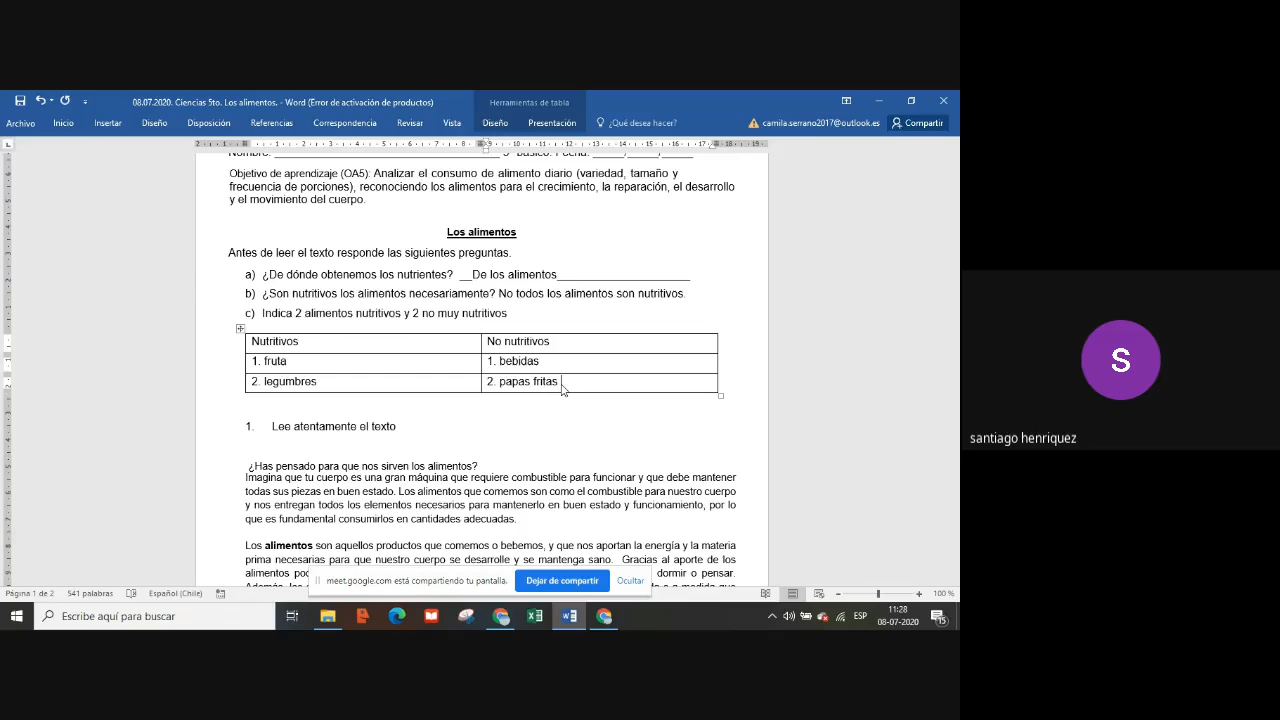 08.07.2020. Ciencias 5to. Los alimentos. - Word (Error de activación de productos)
Herramientas de tabla
Archivo Inicio Insertar Diseño Disposición Referencias Correspondencia Revisar Vista Diseño Presentación ¿Qué desea hacer? camila.serrano2017@outlook.es Compartir
Objetivo de aprendizaje (OA5): Analizar el consumo de alimento diario (variedad, tamaño y
frecuencia de porciones), reconociendo los alimentos para el crecimiento, la reparación, el desarrollo
y el movimiento del cuerpo.
Los alimentos
Antes de leer el texto responde las siguientes preguntas.
a) ¿De dónde obtenemos los nutrientes? __De los alimentos____________________
b) ¿Son nutritivos los alimentos necesariamente? No todos los alimentos son nutritivos.
c) Indica 2 alimentos nutritivos y 2 no muy nutritivos
Nutritivos No nutritivos
1. fruta 1. bebidas
2. legumbres 2. papas fritas
1. Lee atentamente el texto
¿Has pensado para que nos sirven los alimentos?
Imagina que tu cuerpo es una gran máquina que requiere combustible para funcionar y que debe mantener
todas sus piezas en buen estado. Los alimentos que comemos son como el combustible para nuestro cuerpo
y nos entregan todos los elementos necesarios para mantenerlo en buen estado y funcionamiento, por lo
que es fundamental consumirlos en cantidades adecuadas.
Los alimentos son aquellos productos que comemos o bebemos, y que nos aportan la energía y la materia
prima necesarias para que nuestro cuerpo se desarrolle y se mantenga sano. Gracias al aporte de los
alimentos dormir o pensar.
meet.google.com está compartiendo tu pantalla. Dejar de compartir Ocultar
Página 1 de 2 541 palabras Español (Chile) 100 %
Escribe aquí para buscar
ESP
11:28
08-07-2020
15
S
santiago henriquez